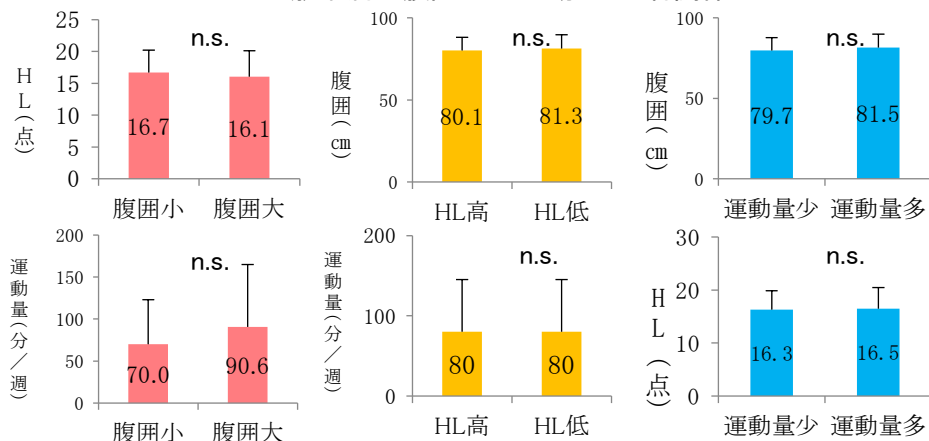 HL(点)
25
20
15
10
5
0
n.s.
16.7
16.1
腹囲小
腹囲大
腹囲(㎝)
100
50
0
n.s.
80.1
81.3
HL高
HL低
腹囲(㎝)
100
50
0
n.s.
79.7
81.5
運動量少
運動量多
運動量(分／週)
200
150
100
50
0
n.s.
70.0
90.6
腹囲小
腹囲大
運動量(分／週)
200
100
0
n.s.
80
80
HL高
HL低
HL(点)
30
20
10
0
n.s.
16.3
16.5
運動量少
運動量多